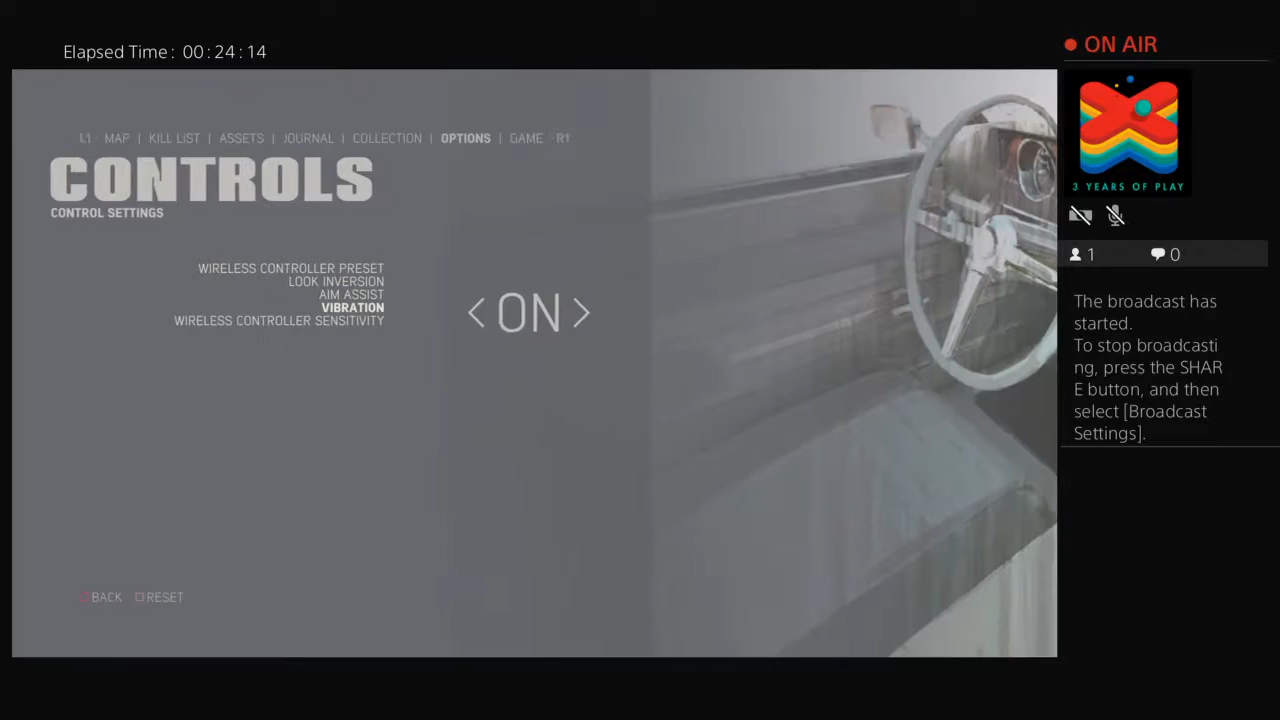 Elapsed Time: 00:24:14
ON AIR
L1 MAP | KILL LIST | ASSETS | JOURNAL | COLLECTION | OPTIONS | GAME R1
CONTROLS
CONTROL SETTINGS
3 YEARS OF PLAY
1 0
WIRELESS CONTROLLER PRESET
LOOK INVERSION
AIM ASSIST
VIBRATION
WIRELESS CONTROLLER SENSITIVITY
< ON >
The broadcast has
started.
To stop broadcasti
ng, press the SHAR
E button, and then
select [Broadcast
Settings].
BACK RESET